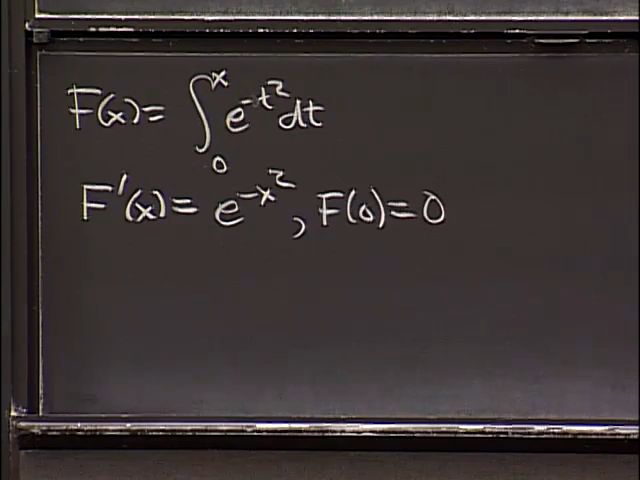 F(x) = ∫₀ˣ e^{-t²} dt
F'(x) = e^{-x²}, F(0) = 0